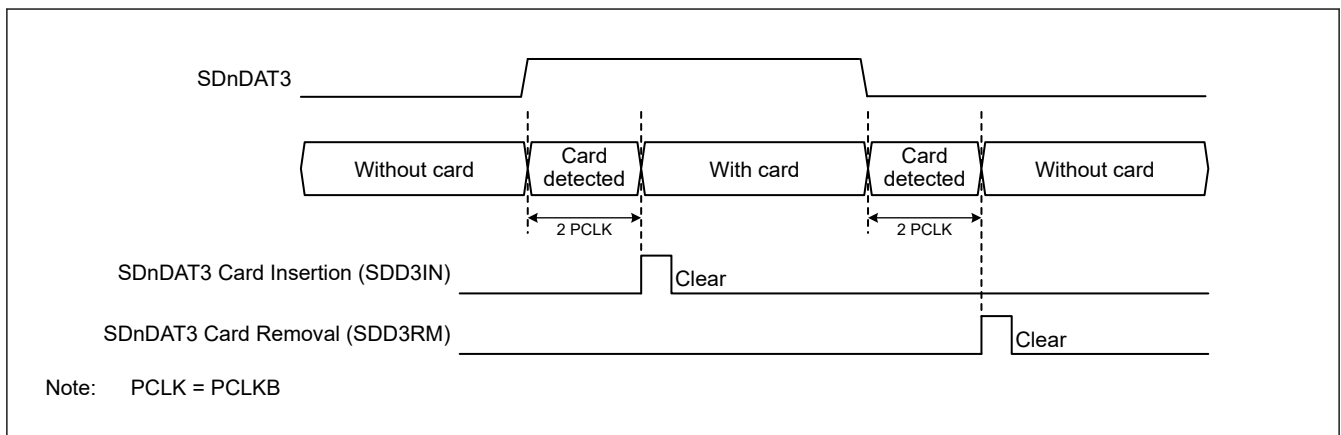 SDnDAT3
Without card
Card
detected
With card
Card
detected
Without card
2 PCLK
2 PCLK
SDnDAT3 Card Insertion (SDD3IN)
Clear
SDnDAT3 Card Removal (SDD3RM)
Clear
Note: PCLK = PCLKB